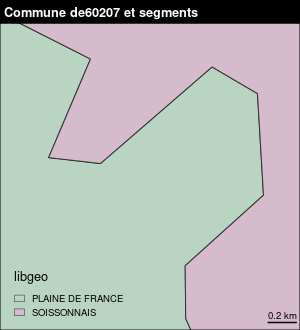 Commune de60207 et segments
libgeo
PLAINE DE FRANCE
SOISSONNAIS
0.2 km